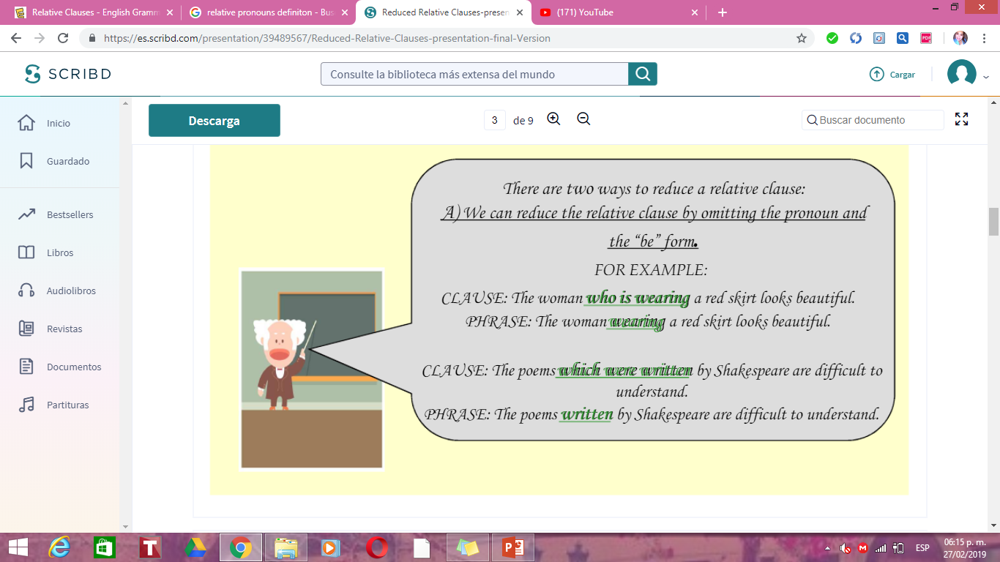 Relative Clauses - English Gramm
relative pronouns definiton - Bus
Reduced Relative Clauses-presen
(171) YouTube
https://es.scribd.com/presentation/39489567/Reduced-Relative-Clauses-presentation-final-Version
PDF
SCRIBD
Consulte la biblioteca más extensa del mundo
Cargar
Inicio
Guardado
Bestsellers
Libros
Audiolibros
Revistas
Documentos
Partituras
Descarga
3 de 9
Buscar documento
There are two ways to reduce a relative clause:
A) We can reduce the relative clause by omitting the pronoun and
the “be” form.
FOR EXAMPLE:
CLAUSE: The woman who is wearing a red skirt looks beautiful.
PHRASE: The woman wearing a red skirt looks beautiful.
CLAUSE: The poems which were written by Shakespeare are difficult to
understand.
PHRASE: The poems written by Shakespeare are difficult to understand.
ESP
06:15 p. m.
27/02/2019